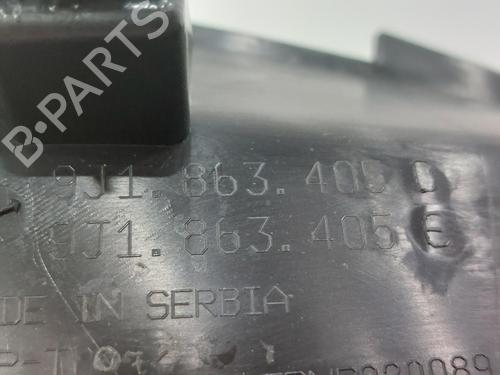 B-PARTS
9J1. 863. 405 D
9J1. 863. 405 E
DE IN SERBIA